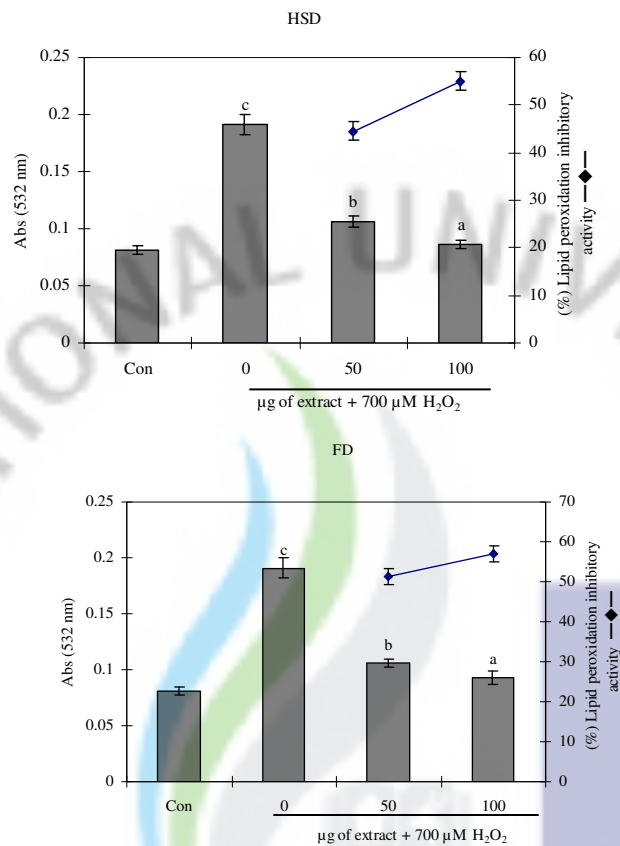 HSD
0.25
0.2
0.15
0.1
0.05
0
Abs (532 nm)
60
50
40
30
20
10
0
(%) Lipid peroxidation inhibitory
activity
c
b
a
Con 0 50 100
µg of extract + 700 µM H₂O₂
NATIONAL UNIV
FD
0.25
0.2
0.15
0.1
0.05
0
Abs (532 nm)
70
60
50
40
30
20
10
0
(%) Lipid peroxidation inhibitory
activity
c
b
a
Con 0 50 100
µg of extract + 700 µM H₂O₂